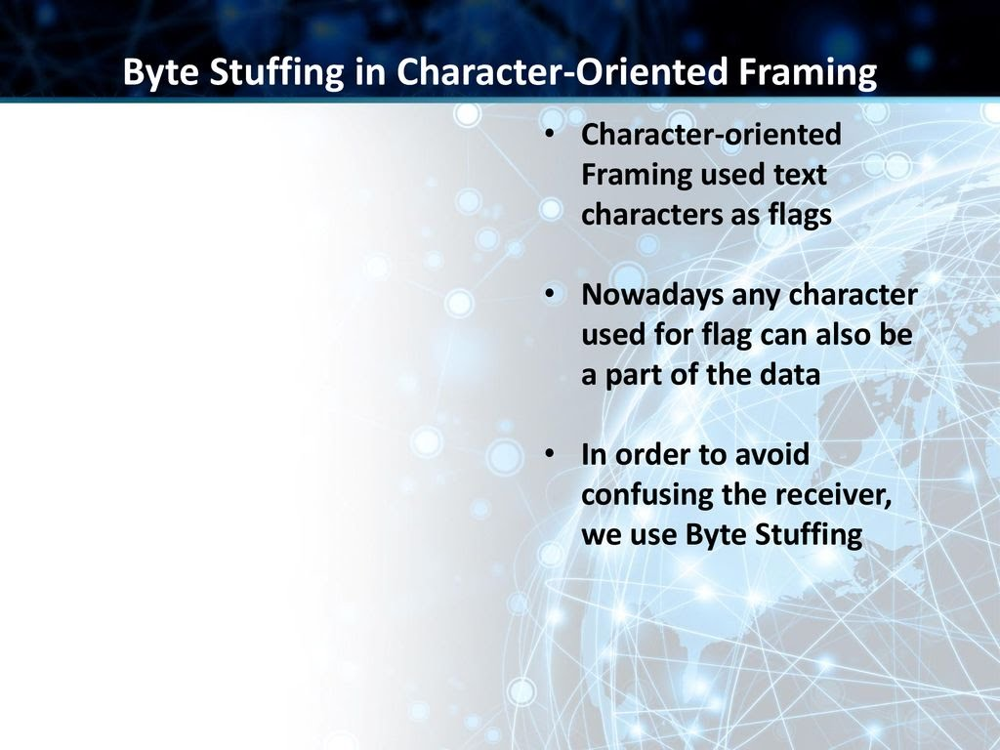 Byte Stuffing in Character-Oriented Framing
• Character-oriented
Framing used text
characters as flags
• Nowadays any character
used for flag can also be
a part of the data
• In order to avoid
confusing the receiver,
we use Byte Stuffing